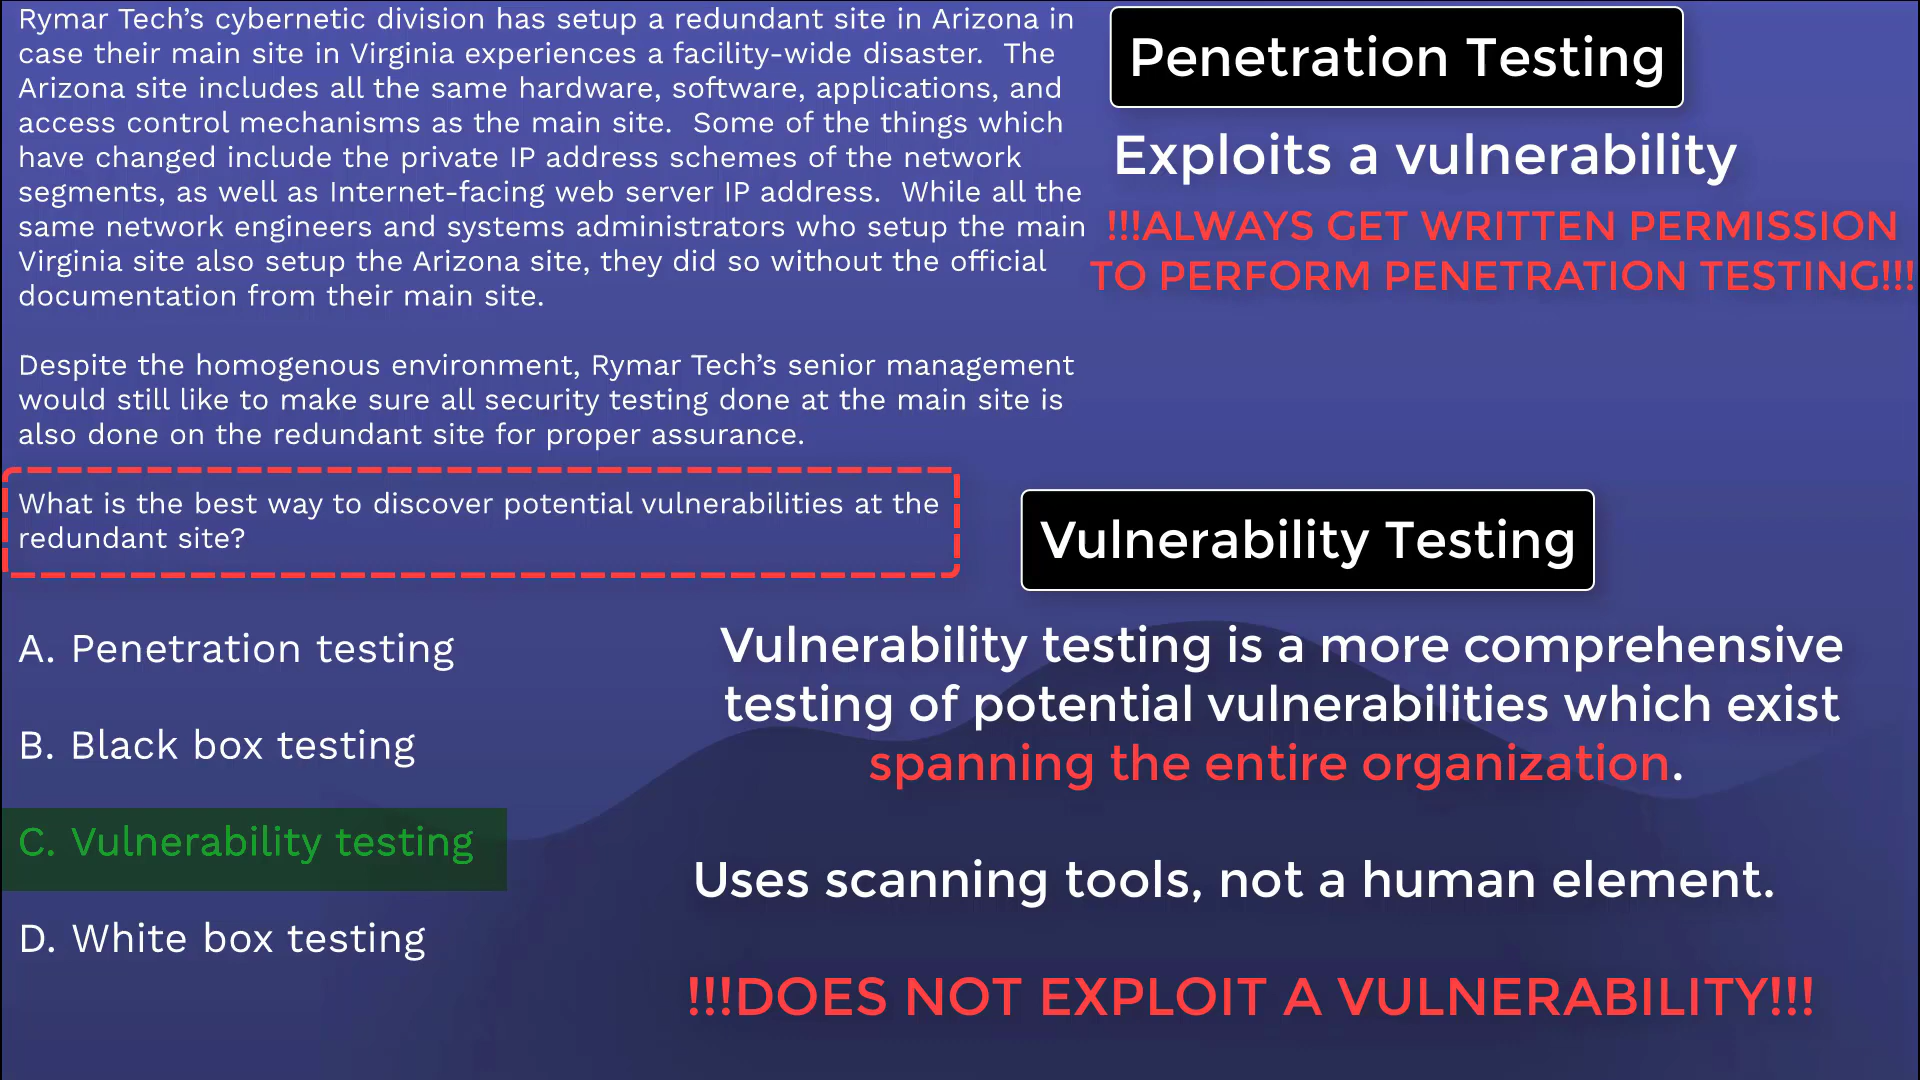 Rymar Tech’s cybernetic division has setup a redundant site in Arizona in
case their main site in Virginia experiences a facility-wide disaster.  The
Arizona site includes all the same hardware, software, applications, and
access control mechanisms as the main site.  Some of the things which
have changed include the private IP address schemes of the network
segments, as well as Internet-facing web server IP address.  While all the
same network engineers and systems administrators who setup the main
Virginia site also setup the Arizona site, they did so without the official
documentation from their main site.
Despite the homogenous environment, Rymar Tech’s senior management
would still like to make sure all security testing done at the main site is
also done on the redundant site for proper assurance.
What is the best way to discover potential vulnerabilities at the
redundant site?
A. Penetration testing
B. Black box testing
C. Vulnerability testing
D. White box testing
Penetration Testing
Exploits a vulnerability
!!!ALWAYS GET WRITTEN PERMISSION
TO PERFORM PENETRATION TESTING!!!
Vulnerability Testing
Vulnerability testing is a more comprehensive
testing of potential vulnerabilities which exist
spanning the entire organization.
Uses scanning tools, not a human element.
!!!DOES NOT EXPLOIT A VULNERABILITY!!!